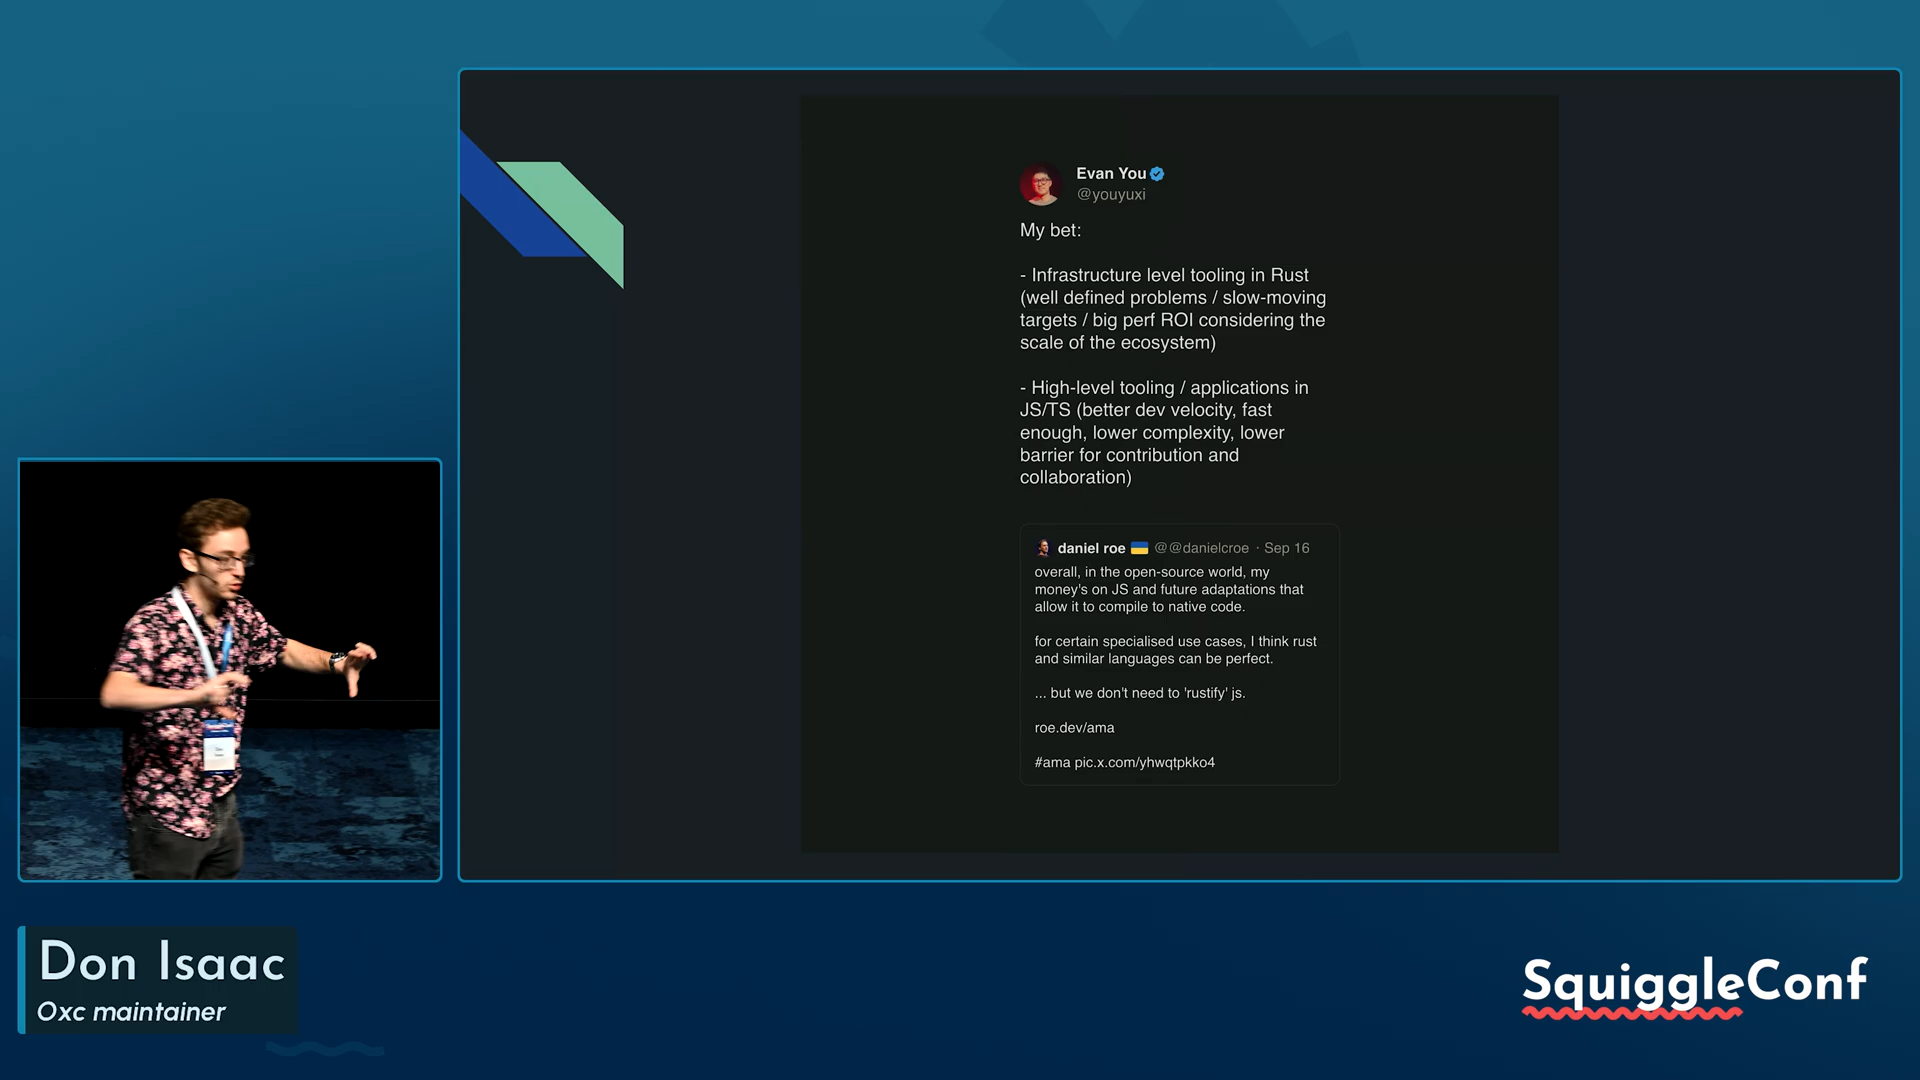 Evan You
@youyuxi
My bet:
- Infrastructure level tooling in Rust
(well defined problems / slow-moving
targets / big perf ROI considering the
scale of the ecosystem)
- High-level tooling / applications in
JS/TS (better dev velocity, fast
enough, lower complexity, lower
barrier for contribution and
collaboration)
daniel roe 🇺🇦 @@danielcroe · Sep 16
overall, in the open-source world, my
money's on JS and future adaptations that
allow it to compile to native code.
for certain specialised use cases, I think rust
and similar languages can be perfect.
... but we don't need to 'rustify' js.
roe.dev/ama
#ama pic.x.com/yhwqtpkko4
Don Isaac
Oxc maintainer
SquiggleConf